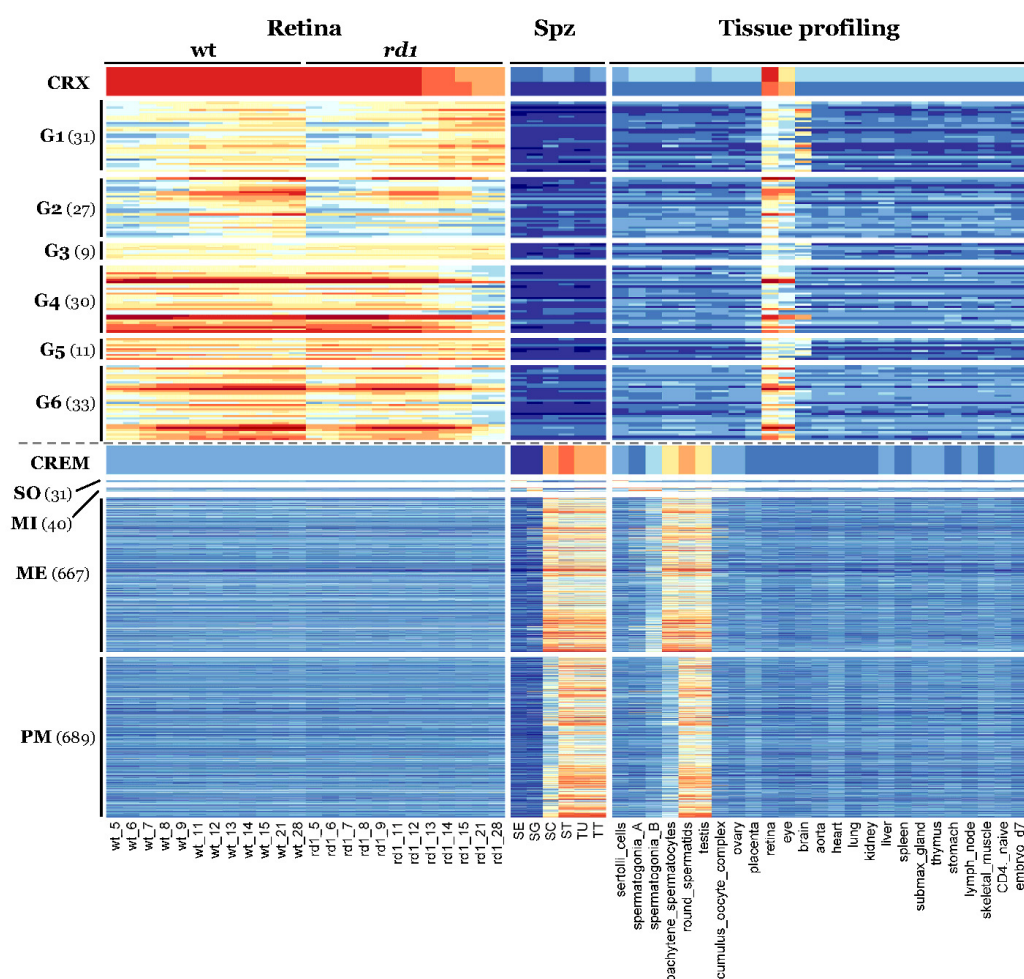 Retina
Spz
Tissue profiling
wt
rd1
CRX
G1 (31)
G2 (27)
G3 (9)
G4 (30)
G5 (11)
G6 (33)
CREM
SO (31)
MI (40)
ME (667)
PM (689)
wt_5
wt_6
wt_7
wt_8
wt_9
wt_11
wt_12
wt_13
wt_14
wt_15
wt_21
wt_28
rd1_5
rd1_6
rd1_7
rd1_8
rd1_9
rd1_11
rd1_12
rd1_13
rd1_14
rd1_15
rd1_21
rd1_28
SE
SG
SC
ST
TU
TT
sertolli_cells
spermatogonia_A
spermatogonia_B
pachytene_spermatocytes
round_spermatids
testis
cumulus_oocyte_complex
ovary
placenta
retina
eye
brain
aorta
heart
lung
kidney
liver
spleen
submax_gland
thymus
stomach
lymph_node
skeletal_muscle
CD4._naive
embryo_d7